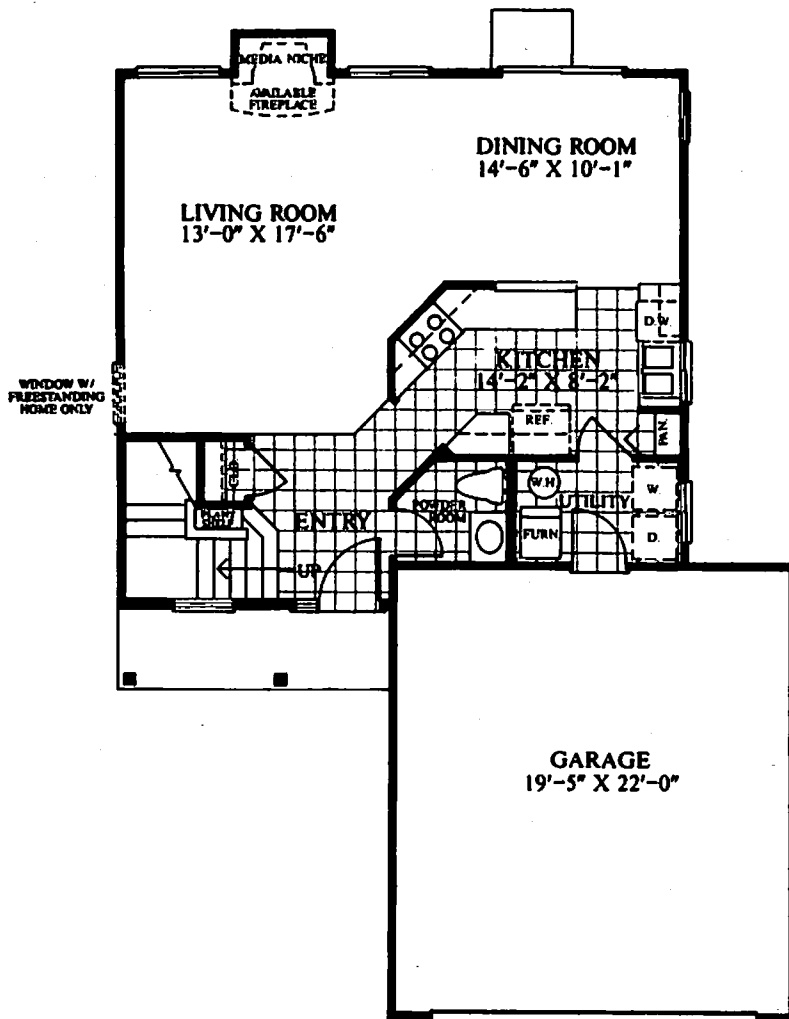 MEDIA NICHE
AVAILABLE
FIREPLACE
DINING ROOM
14'-6" X 10'-1"
LIVING ROOM
13'-0" X 17'-6"
D.W.
KITCHEN
14'-2" X 8'-2"
WINDOW W/
FREESTANDING
HOME ONLY
REF.
PAN.
W.H
W.
UTILITY
POWDER
ROOM
PLANT
SHELF
ENTRY
FURN.
D.
UP
GARAGE
19'-5" X 22'-0"